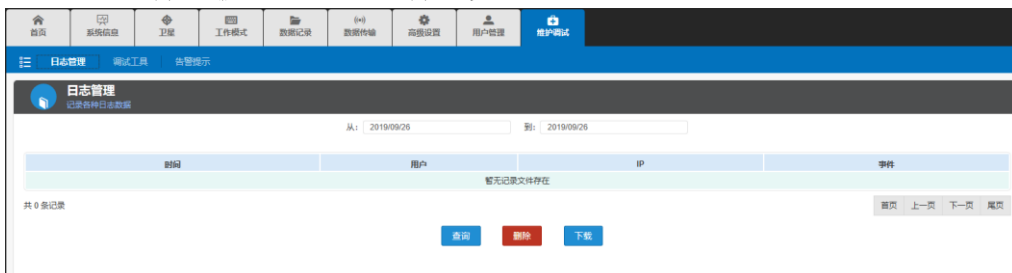 首页 系统信息 卫星 工作模式 数据记录 数据传输 高级设置 用户管理 维护调试
日志管理 调试工具 告警提示
日志管理
记录各种日志数据
从: 2019/09/26 到: 2019/09/26
时间 用户 IP 事件
暂无记录文件存在
共 0 条记录 首页 上一页 下一页 尾页
查询 删除 下载